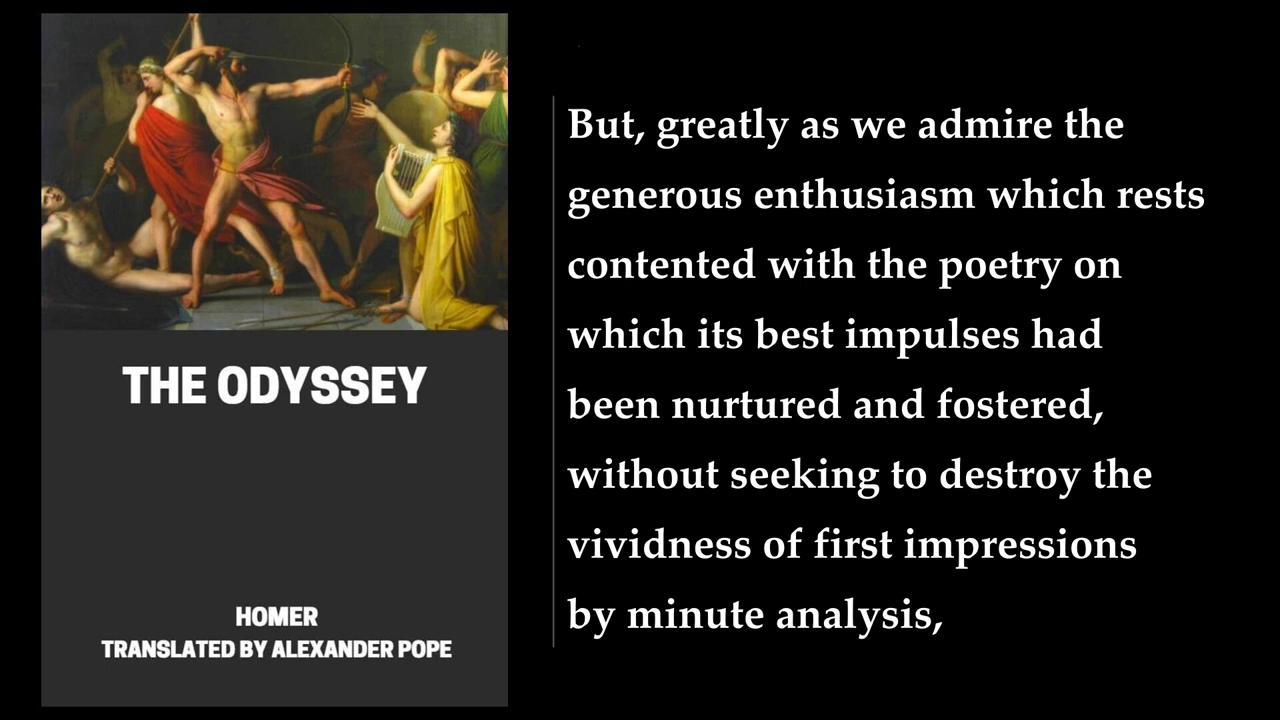 THE ODYSSEY
HOMER
TRANSLATED BY ALEXANDER POPE
But, greatly as we admire the
generous enthusiasm which rests
contented with the poetry on
which its best impulses had
been nurtured and fostered,
without seeking to destroy the
vividness of first impressions
by minute analysis,